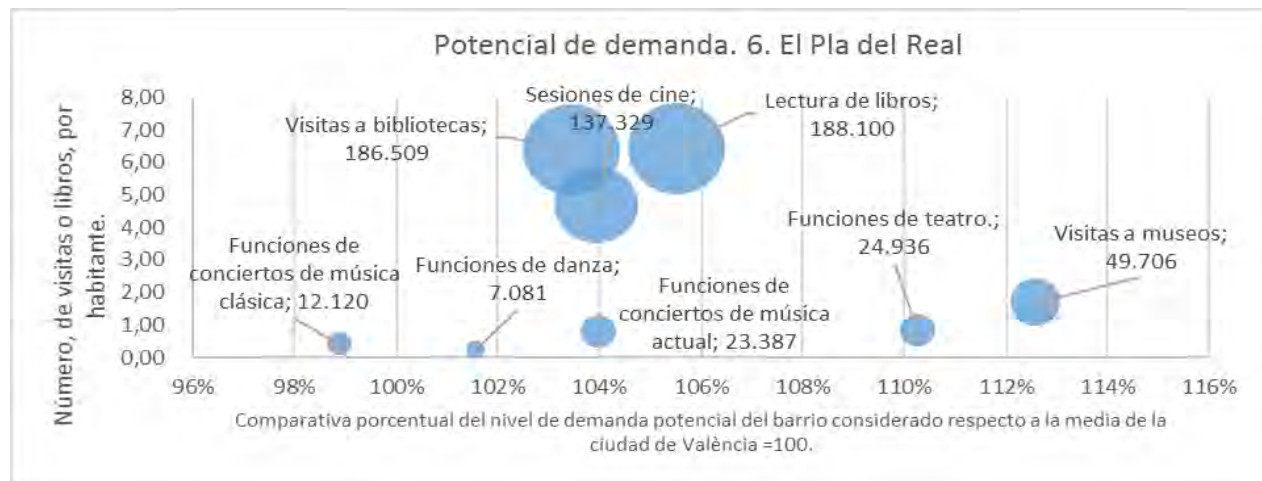 Potencial de demanda. 6. El Pla del Real
Número, de visitas o libros, por
habitante.
8,00
7,00
6,00
5,00
4,00
3,00
2,00
1,00
0,00
Sesiones de cine;
137.329
Lectura de libros;
188.100
Visitas a bibliotecas;
186.509
Funciones de teatro.;
24.936
Visitas a museos;
49.706
Funciones de
conciertos de música
clásica; 12.120
Funciones de danza;
7.081
Funciones de
conciertos de música
actual; 23.387
96% 98% 100% 102% 104% 106% 108% 110% 112% 114% 116%
Comparativa porcentual del nivel de demanda potencial del barrio considerado respecto a la media de la
ciudad de València =100.